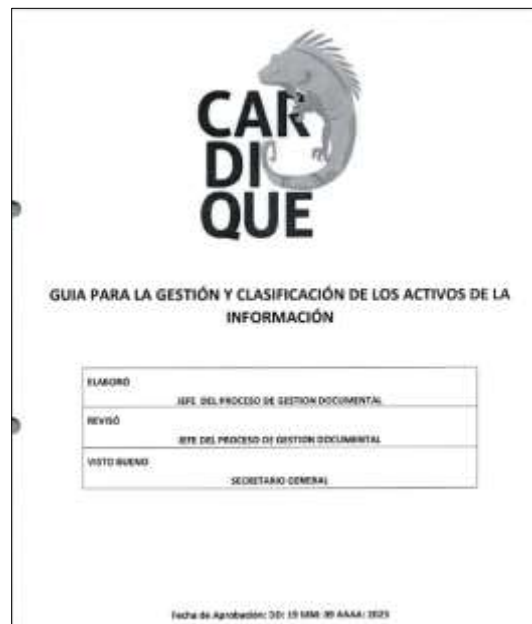 CAR
DI
QUE
GUIA PARA LA GESTIÓN Y CLASIFICACIÓN DE LOS ACTIVOS DE LA
INFORMACIÓN
ELABORÓ
JEFE DEL PROCESO DE GESTION DOCUMENTAL
REVISÓ
JEFE DEL PROCESO DE GESTION DOCUMENTAL
VISTO BUENO
SECRETARIO GENERAL
Fecha de Aprobación: DD: 19 MM: 09 AAAA: 2023